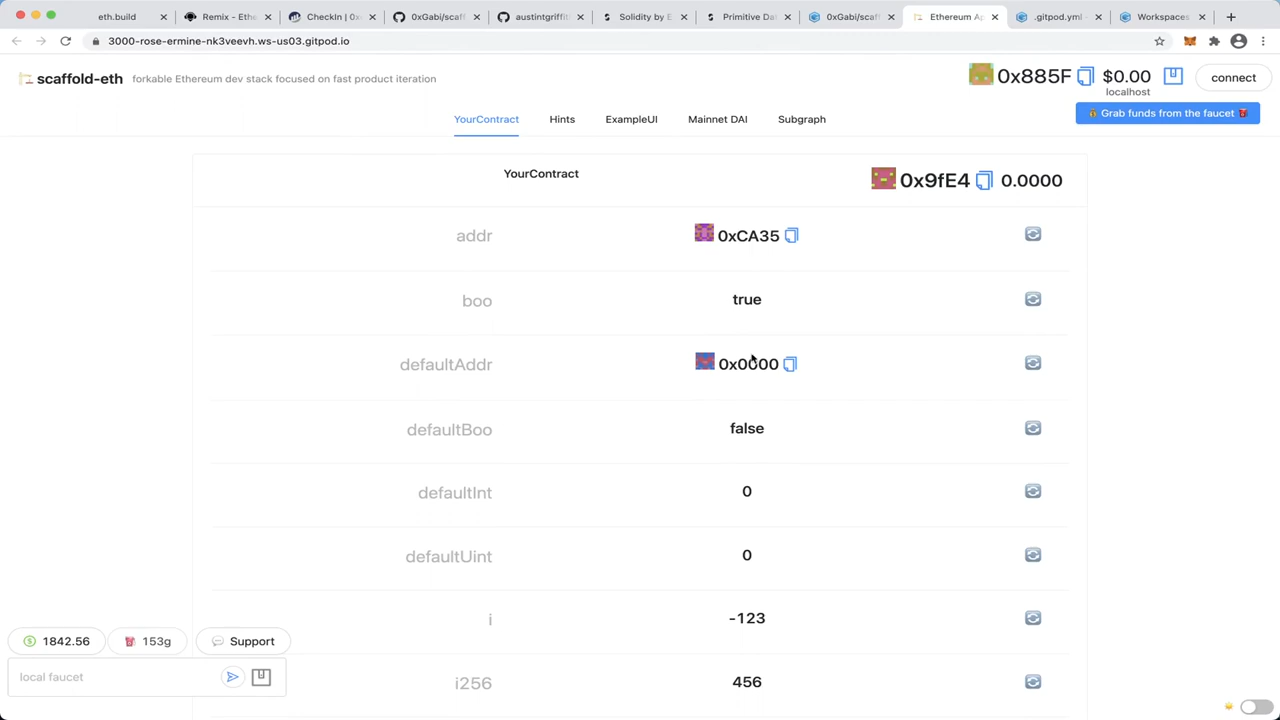 eth.build
Remix - Ethe
CheckIn | 0x
0xGabi/scaff
austintgriffit
Solidity by E
Primitive Dat
0xGabi/scaff
Ethereum Ap
.gitpod.yml -
Workspaces
3000-rose-ermine-nk3veevh.ws-us03.gitpod.io
scaffold-eth
forkable Ethereum dev stack focused on fast product iteration
0x885F
$0.00
localhost
connect
Grab funds from the faucet
YourContract
Hints
ExampleUI
Mainnet DAI
Subgraph
YourContract
0x9fE4
0.0000
addr
0xCA35
boo
true
defaultAddr
0x0000
defaultBoo
false
defaultInt
0
defaultUint
0
i
-123
i256
456
1842.56
153g
Support
local faucet